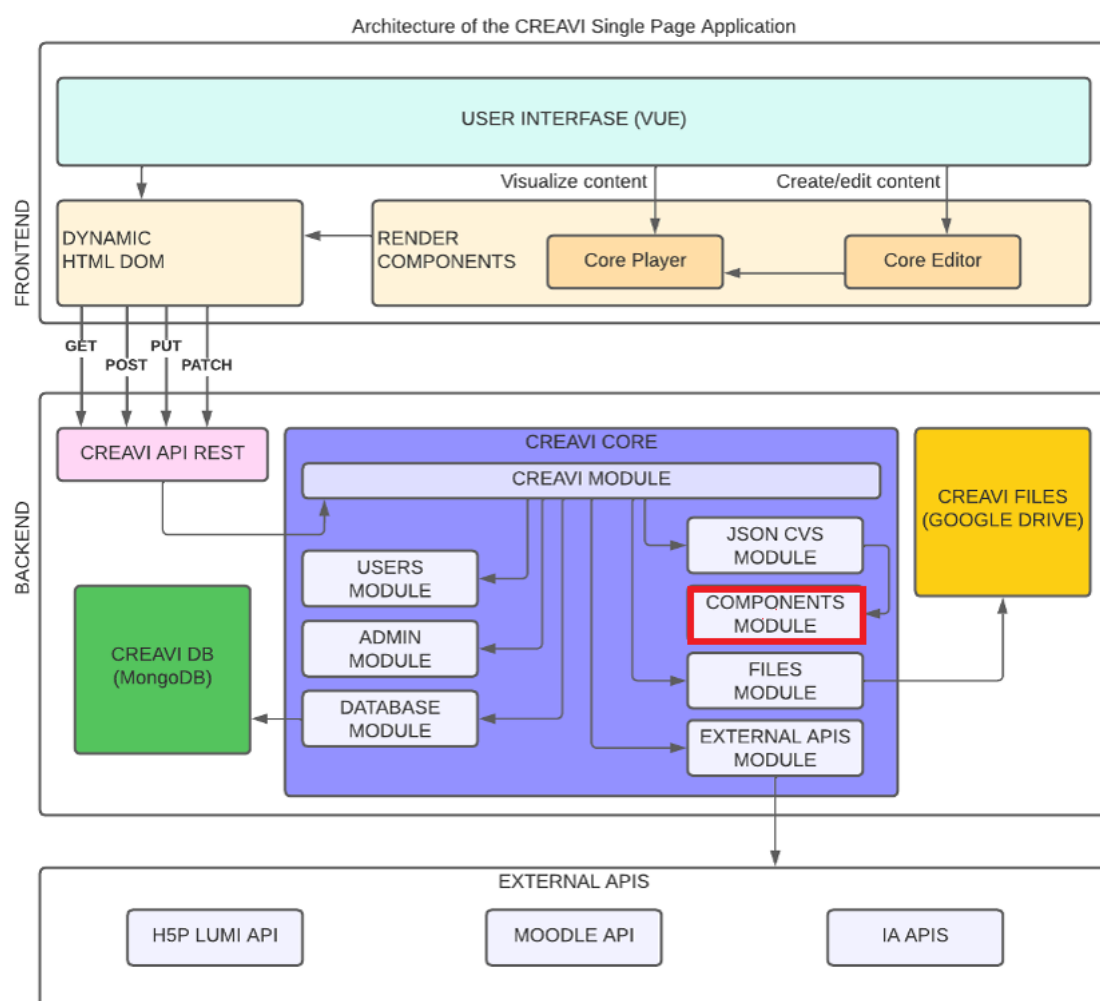 Architecture of the CREAVI Single Page Application
FRONTEND
USER INTERFASE (VUE)
Visualize content
Create/edit content
DYNAMIC
HTML DOM
RENDER
COMPONENTS
Core Player
Core Editor
GET
POST
PUT
PATCH
BACKEND
CREAVI API REST
CREAVI CORE
CREAVI MODULE
USERS
MODULE
ADMIN
MODULE
DATABASE
MODULE
JSON CVS
MODULE
COMPONENTS
MODULE
FILES
MODULE
EXTERNAL APIS
MODULE
CREAVI FILES
(GOOGLE DRIVE)
CREAVI DB
(MongoDB)
EXTERNAL APIS
H5P LUMI API
MOODLE API
IA APIS